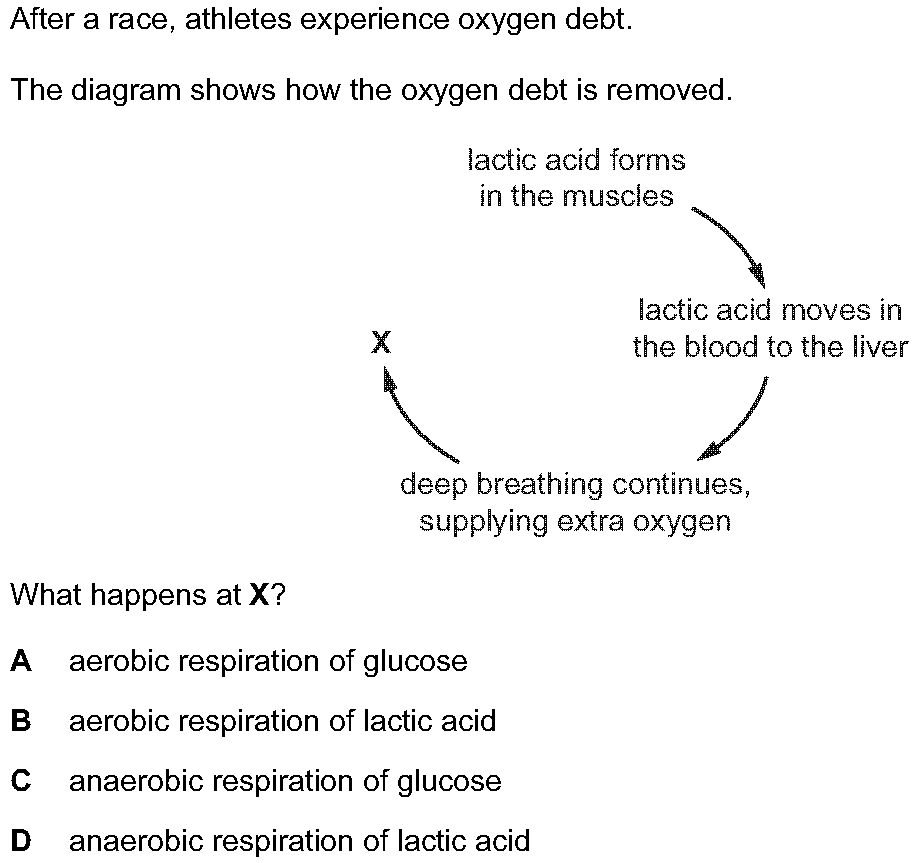 After a race, athletes experience oxygen debt.
The diagram shows how the oxygen debt is removed.
lactic acid forms
in the muscles
lactic acid moves in
the blood to the liver
X
deep breathing continues,
supplying extra oxygen
What happens at X?
A aerobic respiration of glucose
B aerobic respiration of lactic acid
C anaerobic respiration of glucose
D anaerobic respiration of lactic acid